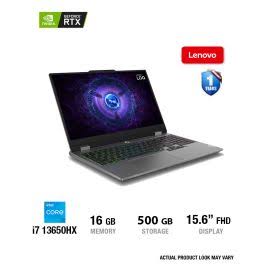 NVIDIA
GEFORCE
RTX
Lenovo
1
YEARS
intel
CORE
i7
i7 13650HX
16 GB
MEMORY
500 GB
STORAGE
15.6” FHD
DISPLAY
ACTUAL PRODUCT LOOK MAY VARY